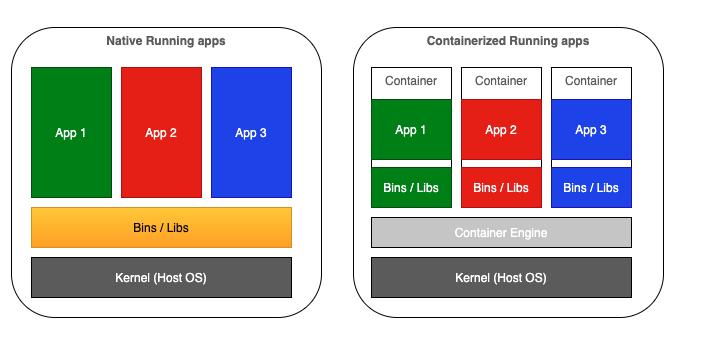 Native Running apps
App 1
App 2
App 3
Bins / Libs
Kernel (Host OS)
Containerized Running apps
Container
Container
Container
App 1
App 2
App 3
Bins / Libs
Bins / Libs
Bins / Libs
Container Engine
Kernel (Host OS)